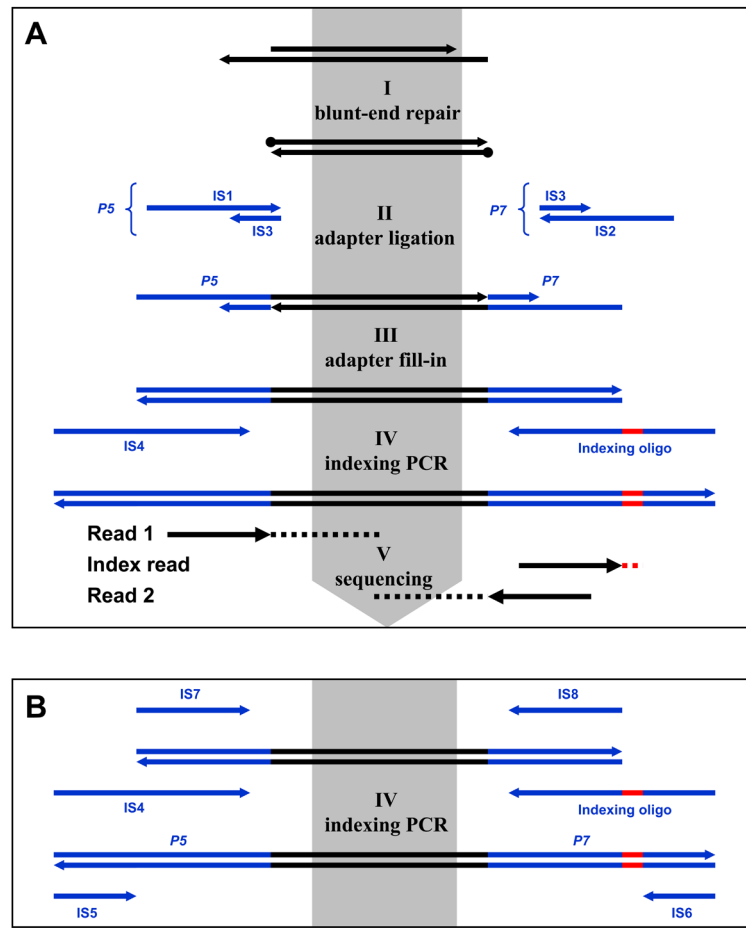 A
I
blunt-end repair
P5
IS1
IS3
II
adapter ligation
P7
IS3
IS2
P5
P7
III
adapter fill-in
IS4
IV
indexing PCR
Indexing oligo
Read 1
Index read
Read 2
V
sequencing
B
IS7
IS8
IS4
IV
indexing PCR
Indexing oligo
P5
P7
IS5
IS6